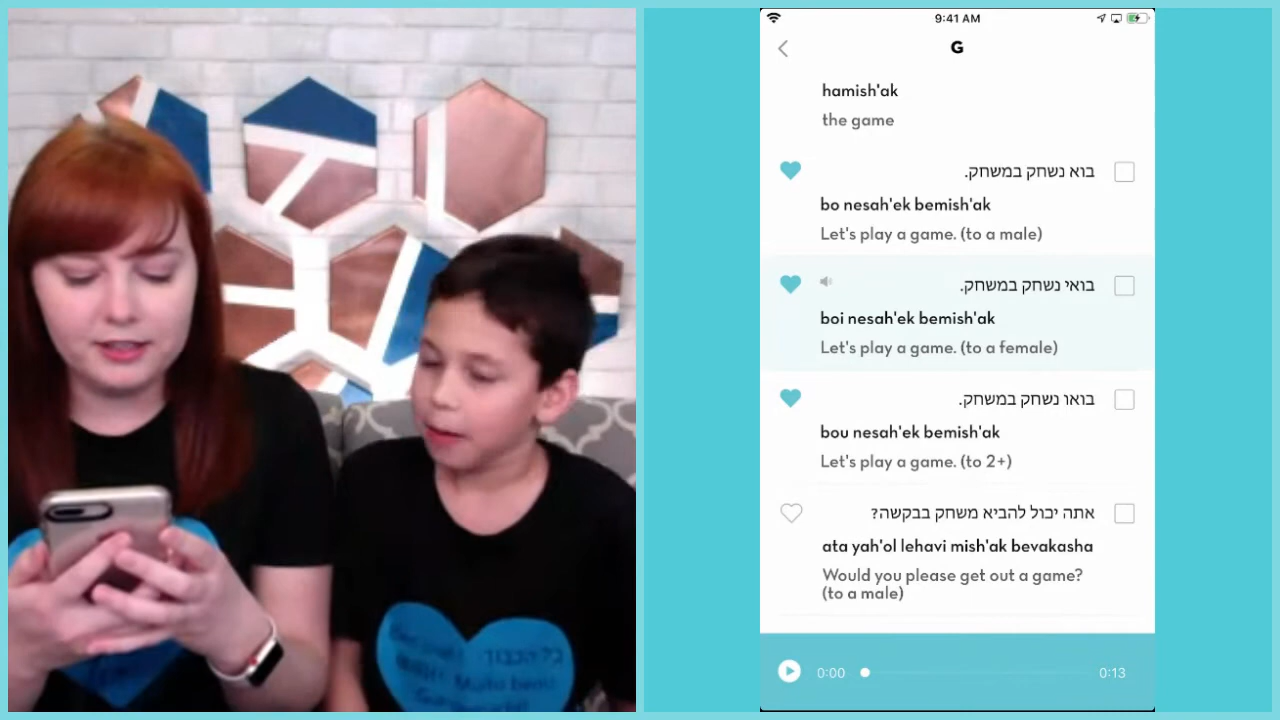 9:41 AM
G
hamish'ak
the game
בוא נשחק במשחק.
bo nesah'ek bemish'ak
Let's play a game. (to a male)
בואי נשחק במשחק.
boi nesah'ek bemish'ak
Let's play a game. (to a female)
בואו נשחק במשחק.
bou nesah'ek bemish'ak
Let's play a game. (to 2+)
אתה יכול להביא משחק בבקשה?
ata yah'ol lehavi mish'ak bevakasha
Would you please get out a game?
(to a male)
0:00 0:13
כל הכבוד